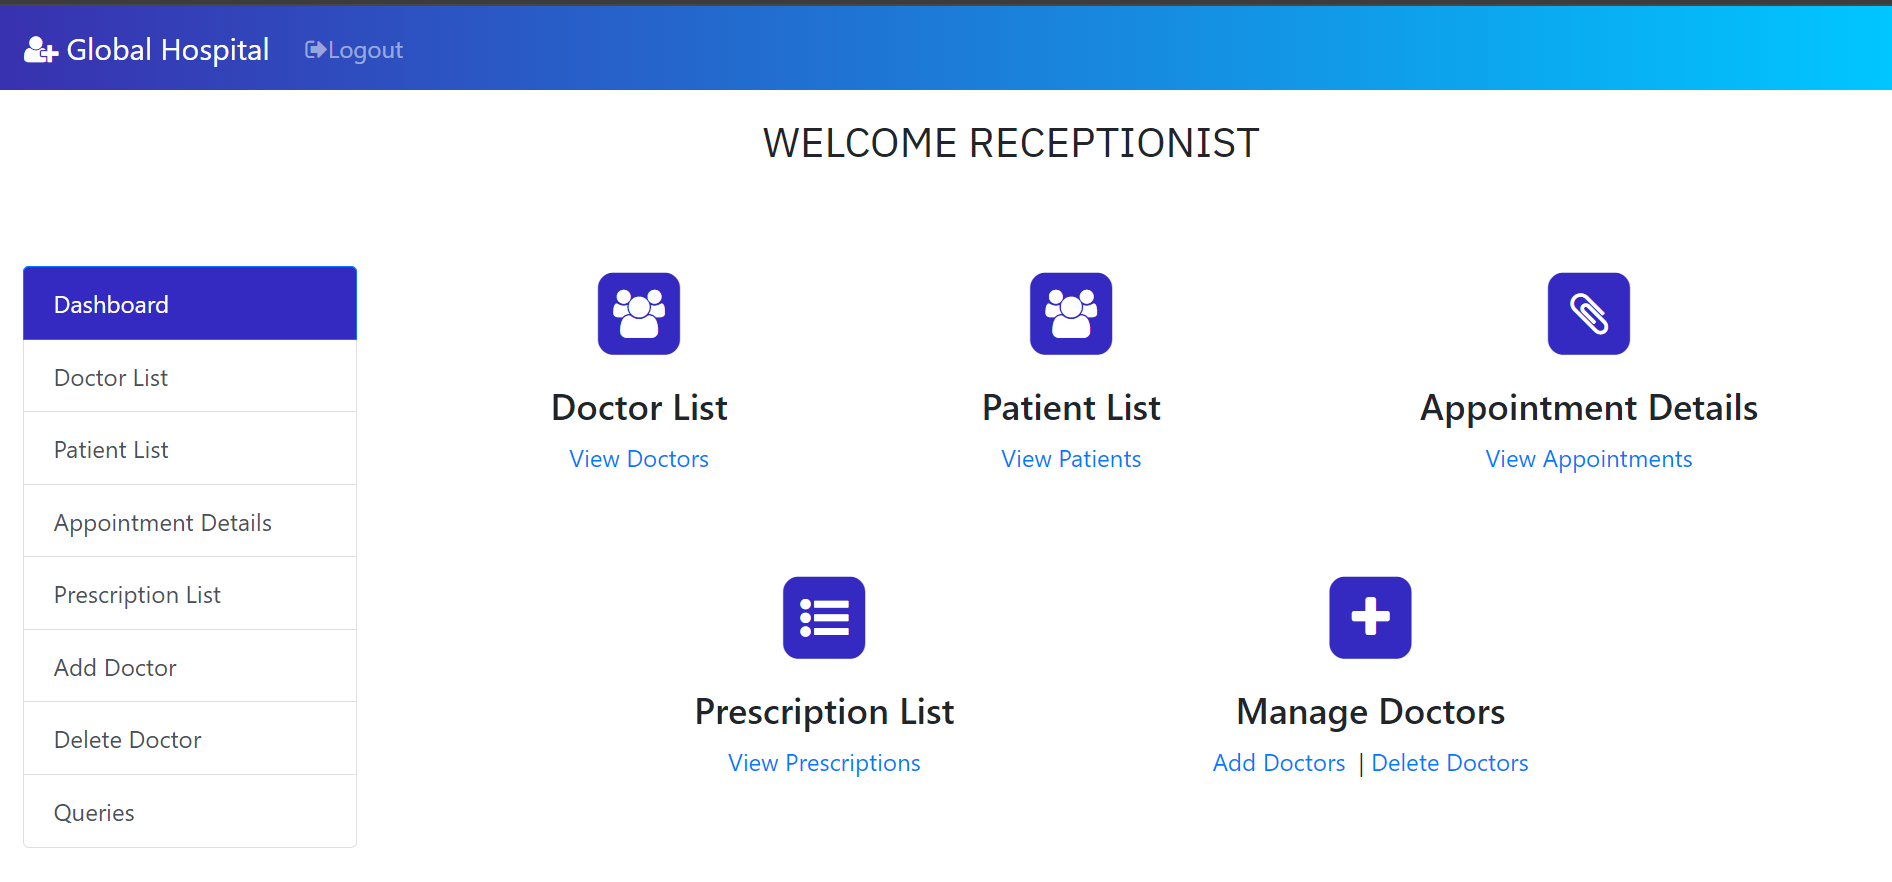 Global Hospital Logout
WELCOME RECEPTIONIST
Dashboard
Doctor List
Patient List
Appointment Details
Prescription List
Add Doctor
Delete Doctor
Queries
Doctor List
View Doctors
Patient List
View Patients
Appointment Details
View Appointments
Prescription List
View Prescriptions
Manage Doctors
Add Doctors | Delete Doctors